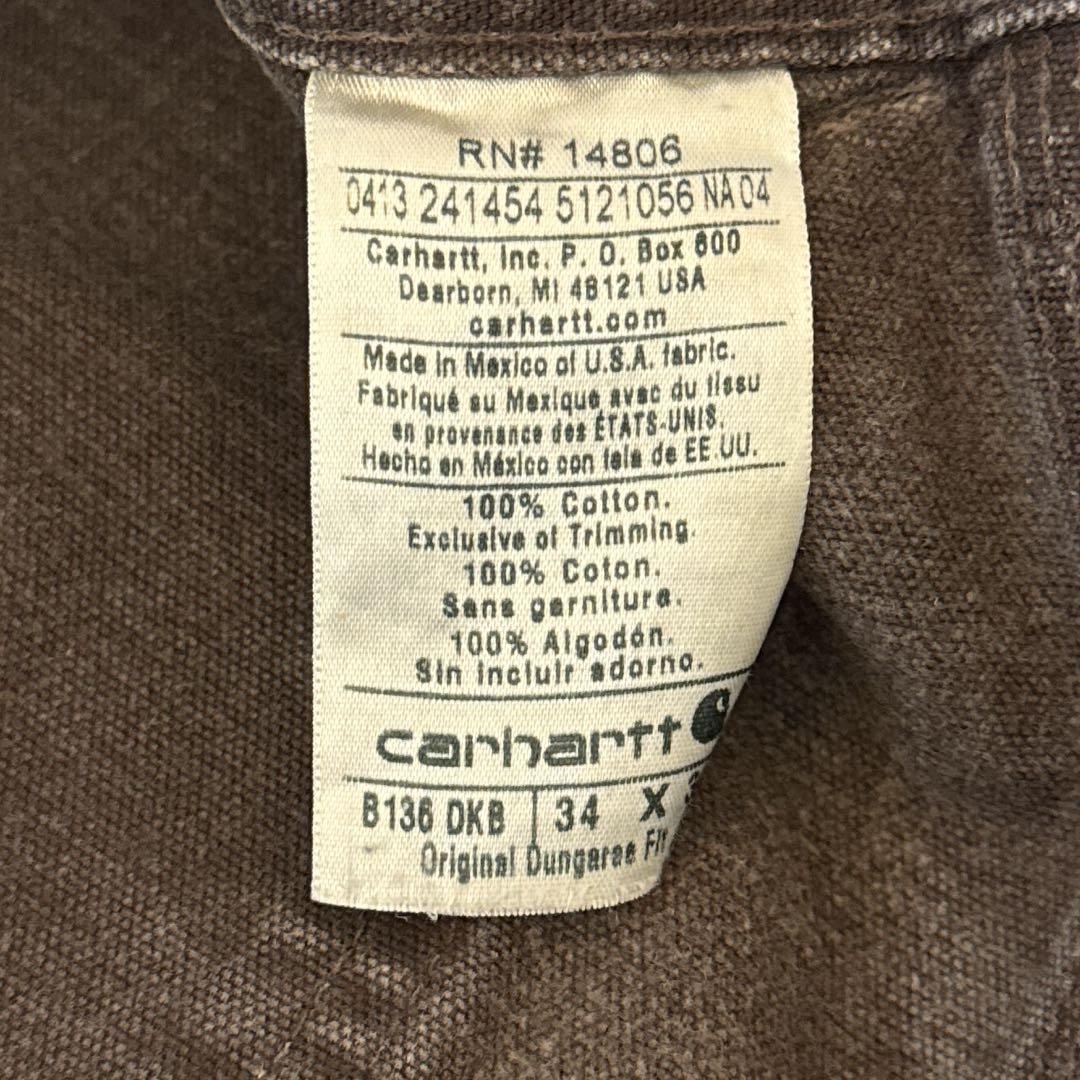 RN# 14806
0413 241454 5121056 NA 04
Carhartt, Inc. P. O. Box 600
Dearborn, MI 48121 USA
carhartt.com
Made in Mexico of U.S.A. fabric.
Fabriqué au Mexique avec du tissu
en provenance des ÉTATS-UNIS.
Hecho en México con tela de EE.UU.
100% Cotton.
Exclusive of Trimming.
100% Coton.
Sans garniture.
100% Algodón.
Sin incluir adorno.
carhartt
B136 DKB 34 X
Original Dungaree Fit